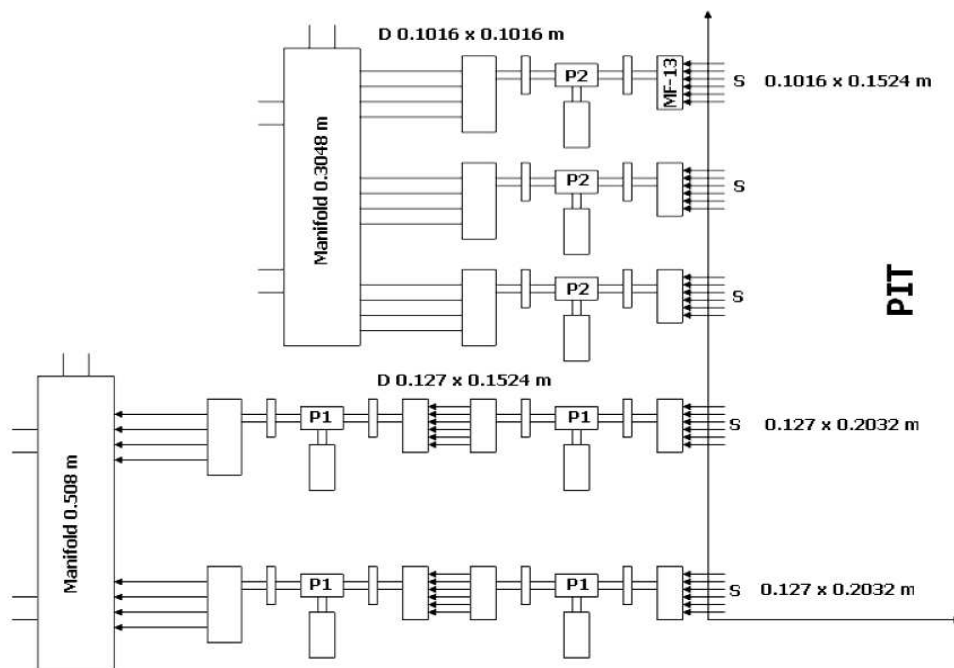 D 0.1016 x 0.1016 m
P2
MF-13
S 0.1016 x 0.1524 m
Manifold 0.3048 m
P2
S
P2
S
PIT
D 0.127 x 0.1524 m
P1
P1
S 0.127 x 0.2032 m
Manifold 0.508 m
P1
P1
S 0.127 x 0.2032 m